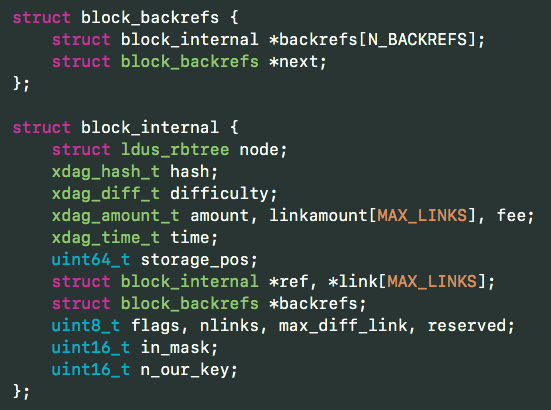 struct block_backrefs {
    struct block_internal *backrefs[N_BACKREFS];
    struct block_backrefs *next;
};

struct block_internal {
    struct ldus_rbtree node;
    xdag_hash_t hash;
    xdag_diff_t difficulty;
    xdag_amount_t amount, linkamount[MAX_LINKS], fee;
    xdag_time_t time;
    uint64_t storage_pos;
    struct block_internal *ref, *link[MAX_LINKS];
    struct block_backrefs *backrefs;
    uint8_t flags, nlinks, max_diff_link, reserved;
    uint16_t in_mask;
    uint16_t n_our_key;
};